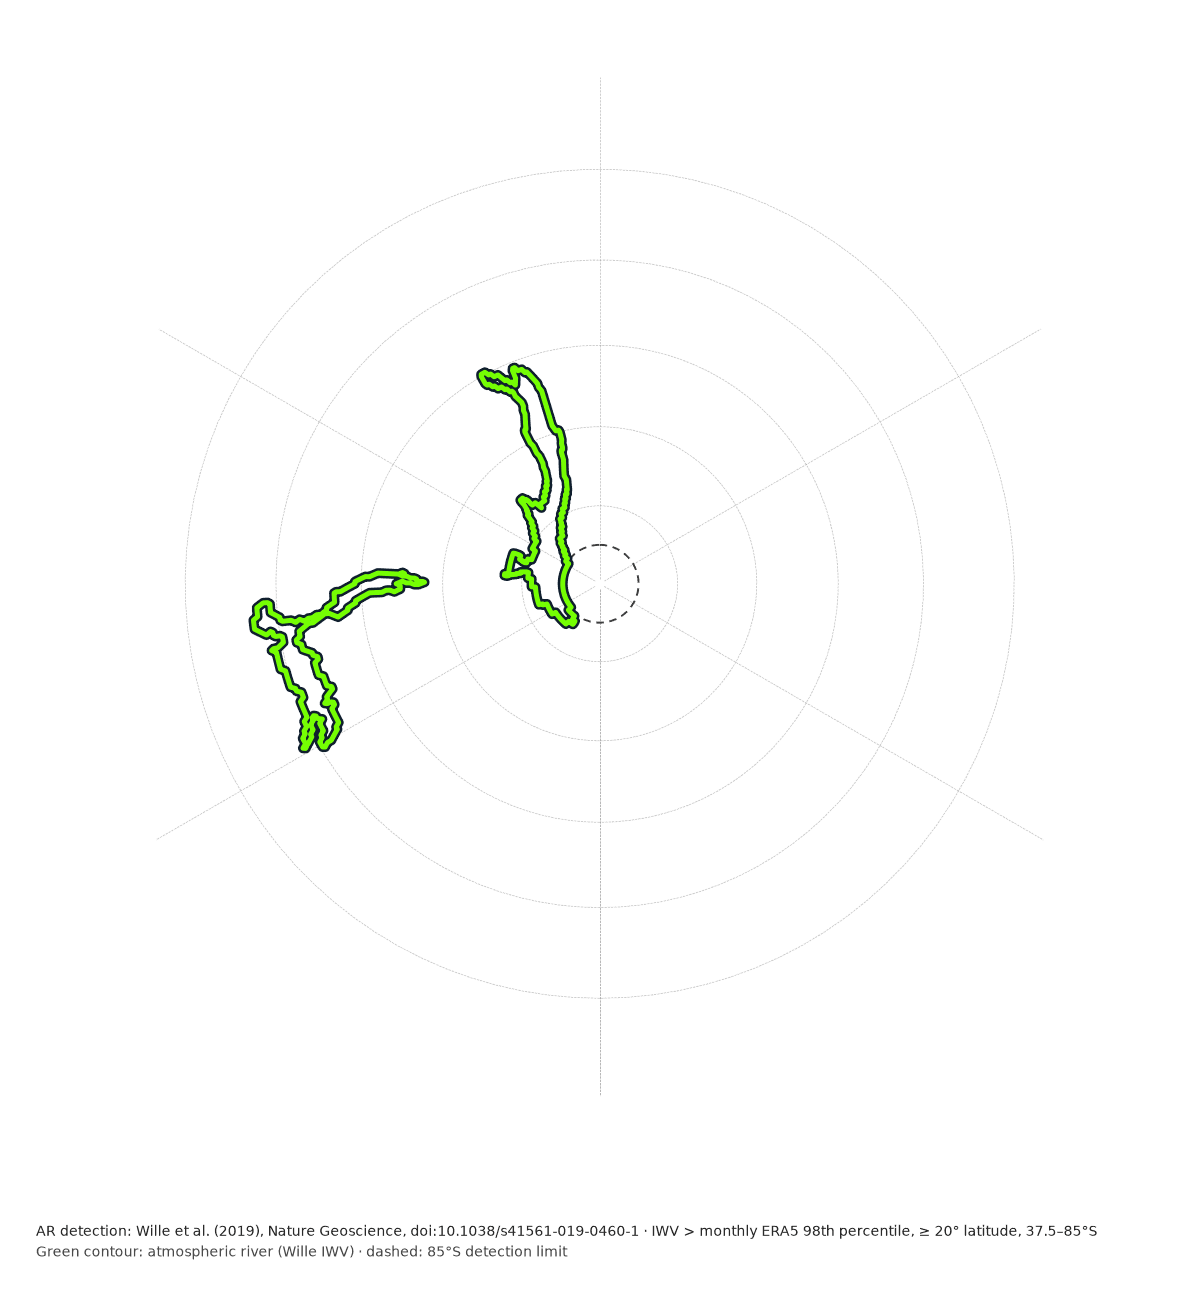 AR detection: Wille et al. (2019), Nature Geoscience, doi:10.1038/s41561-019-0460-1 · IWV > monthly ERA5 98th percentile, ≥ 20° latitude, 37.5–85°S
Green contour: atmospheric river (Wille IWV) · dashed: 85°S detection limit